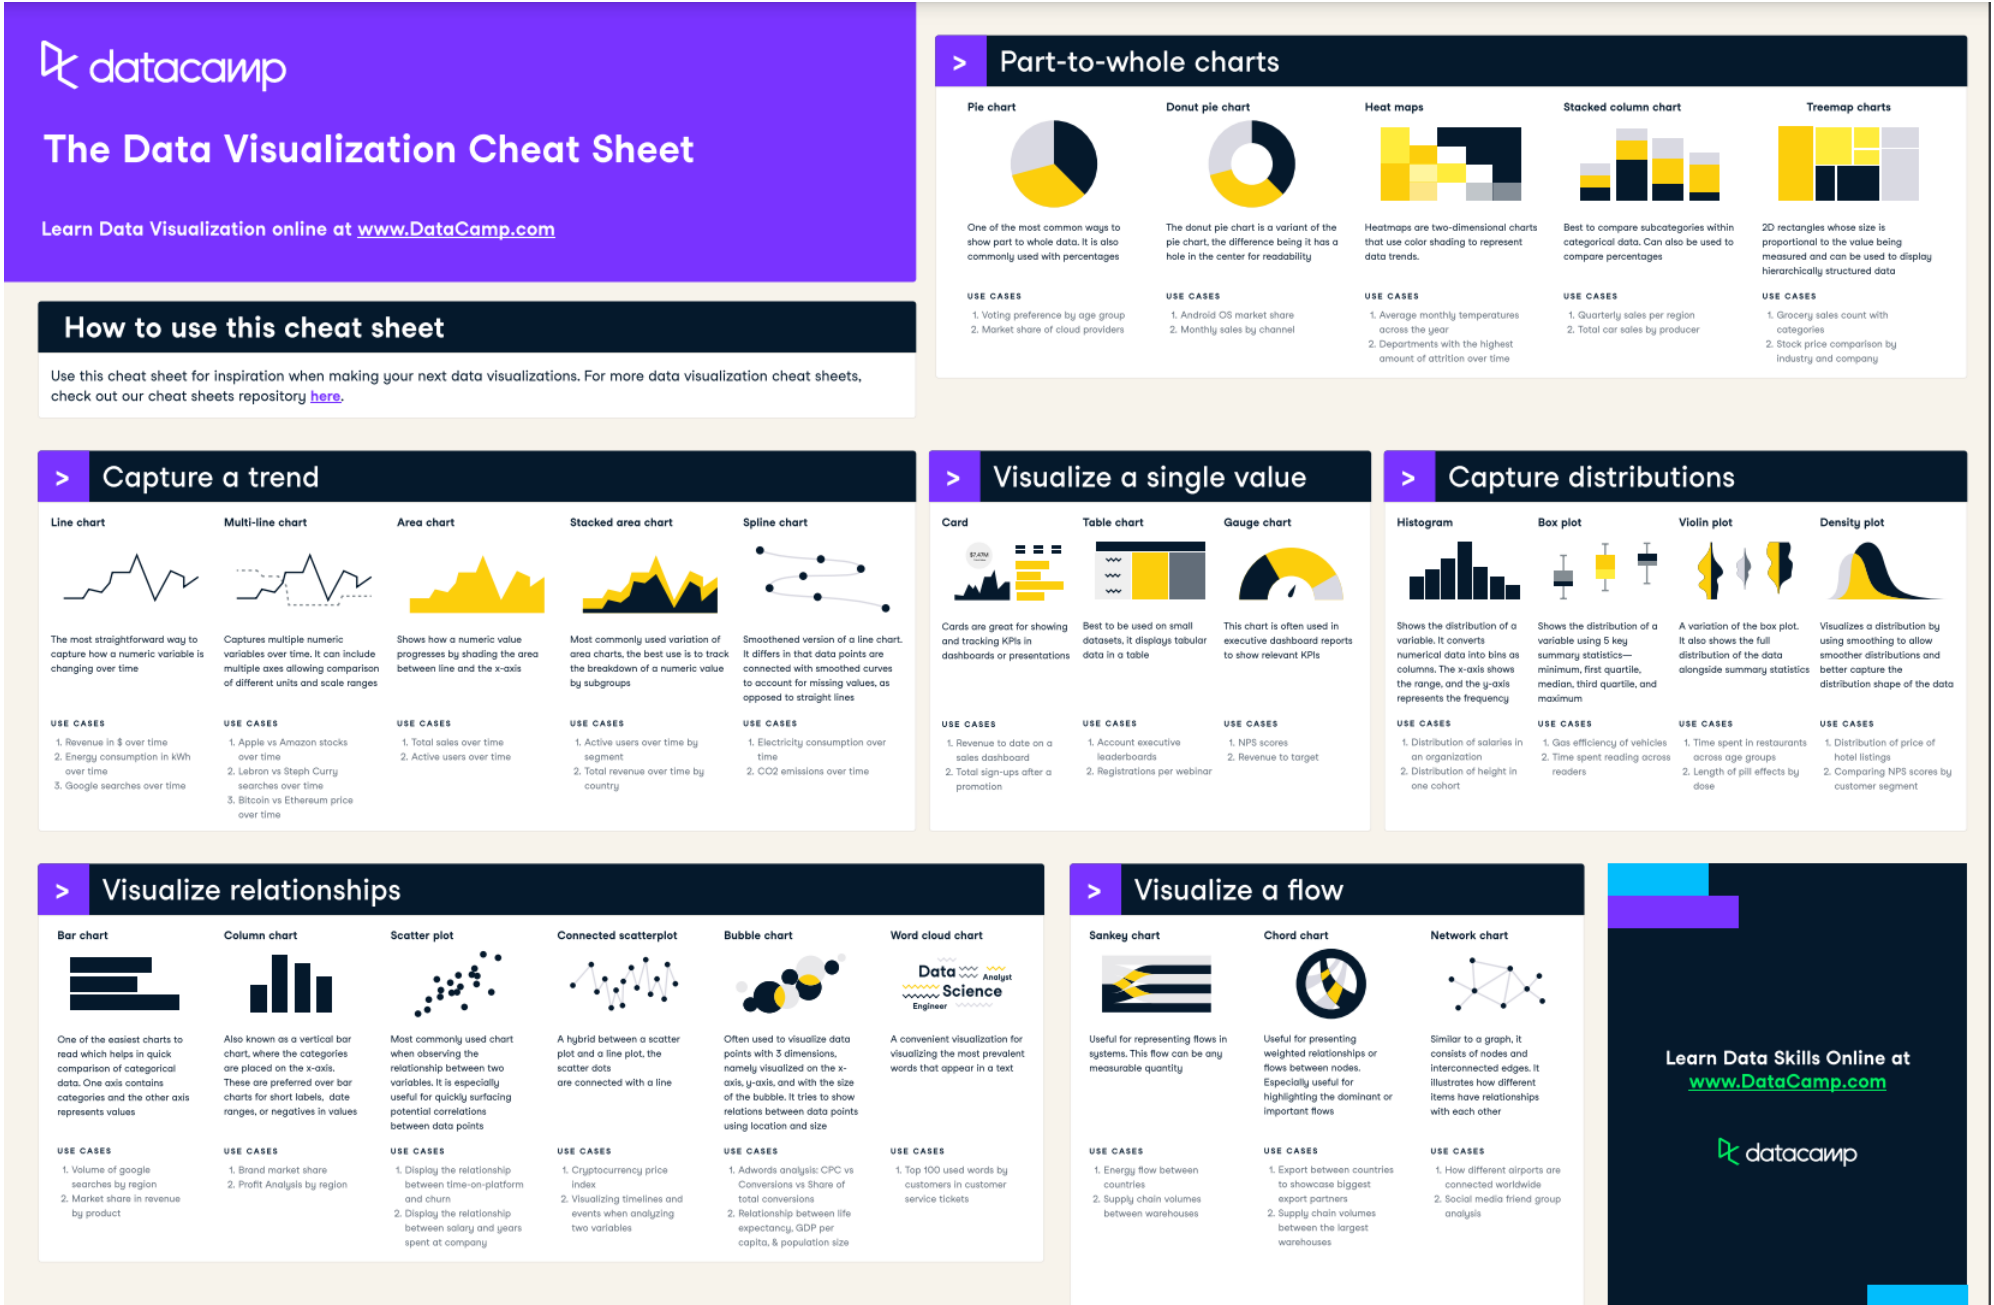 datacamp
The Data Visualization Cheat Sheet
Learn Data Visualization online at www.DataCamp.com
How to use this cheat sheet
Use this cheat sheet for inspiration when making your next data visualizations. For more data visualization cheat sheets,
check out our cheat sheets repository here.
> Part-to-whole charts
Pie chart
One of the most common ways to
show part to whole data. It is also
commonly used with percentages
USE CASES
1. Voting preference by age group
2. Market share of cloud providers
Donut pie chart
The donut pie chart is a variant of the
pie chart, the difference being it has a
hole in the center for readability
USE CASES
1. Android OS market share
2. Monthly sales by channel
Heat maps
Heatmaps are two-dimensional charts
that use color shading to represent
data trends.
USE CASES
1. Average monthly temperatures
across the year
2. Departments with the highest
amount of attrition over time
Stacked column chart
Best to compare subcategories within
categorical data. Can also be used to
compare percentages
USE CASES
1. Quarterly sales per region
2. Total car sales by producer
Treemap charts
2D rectangles whose size is
proportional to the value being
measured and can be used to display
hierarchically structured data
USE CASES
1. Grocery sales count with
categories
2. Stock price comparison by
industry and company
> Capture a trend
Line chart
The most straightforward way to
capture how a numeric variable is
changing over time
USE CASES
1. Revenue in $ over time
2. Energy consumption in kWh
over time
3. Google searches over time
Multi-line chart
Captures multiple numeric
variables over time. It can include
multiple axes allowing comparison
of different units and scale ranges
USE CASES
1. Apple vs Amazon stocks
over time
2. Lebron vs Steph Curry
searches over time
3. Bitcoin vs Ethereum price
over time
Area chart
Shows how a numeric value
progresses by shading the area
between line and the x-axis
USE CASES
1. Total sales over time
2. Active users over time
Stacked area chart
Most commonly used variation of
area charts, the best use is to track
the breakdown of a numeric value
by subgroups
USE CASES
1. Active users over time by
segment
2. Total revenue over time by
country
Spline chart
Smoothened version of a line chart.
It differs in that data points are
connected with smoothed curves
to account for missing values, as
opposed to straight lines
USE CASES
1. Electricity consumption over
time
2. CO2 emissions over time
> Visualize a single value
Card
$7.47M
Cards are great for showing
and tracking KPIs in
dashboards or presentations
USE CASES
1. Revenue to date on a
sales dashboard
2. Total sign-ups after a
promotion
Table chart
Best to be used on small
datasets, it displays tabular
data in a table
USE CASES
1. Account executive
leaderboards
2. Registrations per webinar
Gauge chart
This chart is often used in
executive dashboard reports
to show relevant KPIs
USE CASES
1. NPS scores
2. Revenue to target
> Capture distributions
Histogram
Shows the distribution of a
variable. It converts
numerical data into bins as
columns. The x-axis shows
the range, and the y-axis
represents the frequency
USE CASES
1. Distribution of salaries in
an organization
2. Distribution of height in
one cohort
Box plot
Shows the distribution of a
variable using 5 key
summary statistics—
minimum, first quartile,
median, third quartile, and
maximum
USE CASES
1. Gas efficiency of vehicles
2. Time spent reading across
readers
Violin plot
A variation of the box plot.
It also shows the full
distribution of the data
alongside summary statistics
USE CASES
1. Time spent in restaurants
across age groups
2. Length of pill effects by
dose
Density plot
Visualizes a distribution by
using smoothing to allow
smoother distributions and
better capture the
distribution shape of the data
USE CASES
1. Distribution of price of
hotel listings
2. Comparing NPS scores by
customer segment
> Visualize relationships
Bar chart
One of the easiest charts to
read which helps in quick
comparison of categorical
data. One axis contains
categories and the other axis
represents values
USE CASES
1. Volume of google
searches by region
2. Market share in revenue
by product
Column chart
Also known as a vertical bar
chart, where the categories
are placed on the x-axis.
These are preferred over bar
charts for short labels, date
ranges, or negatives in values
USE CASES
1. Brand market share
2. Profit Analysis by region
Scatter plot
Most commonly used chart
when observing the
relationship between two
variables. It is especially
useful for quickly surfacing
potential correlations
between data points
USE CASES
1. Display the relationship
between time-on-platform
and churn
2. Display the relationship
between salary and years
spent at company
Connected scatterplot
A hybrid between a scatter
plot and a line plot, the
scatter dots
are connected with a line
USE CASES
1. Cryptocurrency price
index
2. Visualizing timelines and
events when analyzing
two variables
Bubble chart
Often used to visualize data
points with 3 dimensions,
namely visualized on the x-
axis, y-axis, and with the size
of the bubble. It tries to show
relations between data points
using location and size
USE CASES
1. Adwords analysis: CPC vs
Conversions vs Share of
total conversions
2. Relationship between life
expectancy, GDP per
capita, & population size
Word cloud chart
Data
Analyst
Science
Engineer
A convenient visualization for
visualizing the most prevalent
words that appear in a text
USE CASES
1. Top 100 used words by
customers in customer
service tickets
> Visualize a flow
Sankey chart
Useful for representing flows in
systems. This flow can be any
measurable quantity
USE CASES
1. Energy flow between
countries
2. Supply chain volumes
between warehouses
Chord chart
Useful for presenting
weighted relationships or
flows between nodes.
Especially useful for
highlighting the dominant or
important flows
USE CASES
1. Export between countries
to showcase biggest
export partners
2. Supply chain volumes
between the largest
warehouses
Network chart
Similar to a graph, it
consists of nodes and
interconnected edges. It
illustrates how different
items have relationships
with each other
USE CASES
1. How different airports are
connected worldwide
2. Social media friend group
analysis
Learn Data Skills Online at
www.DataCamp.com
datacamp